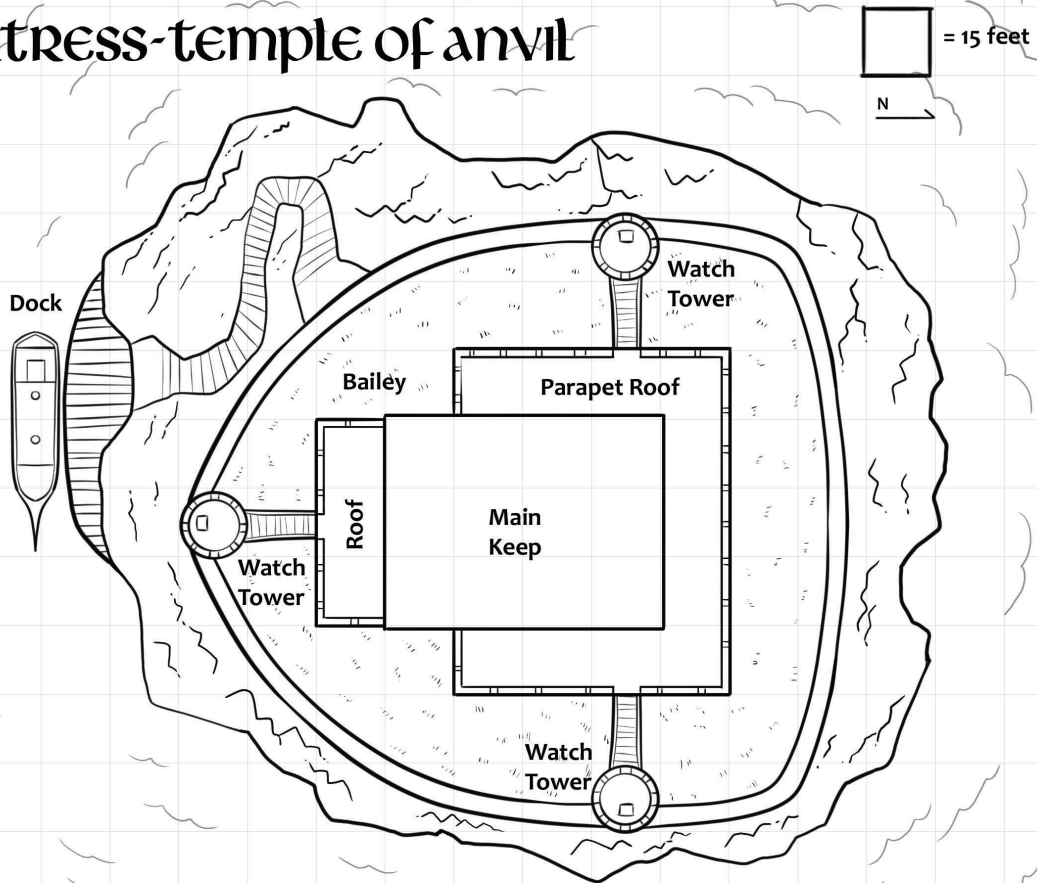 tress-temple of anvil
= 15 feet
N
Dock
Watch
Tower
Bailey
Parapet Roof
Roof
Main
Keep
Watch
Tower
Watch
Tower